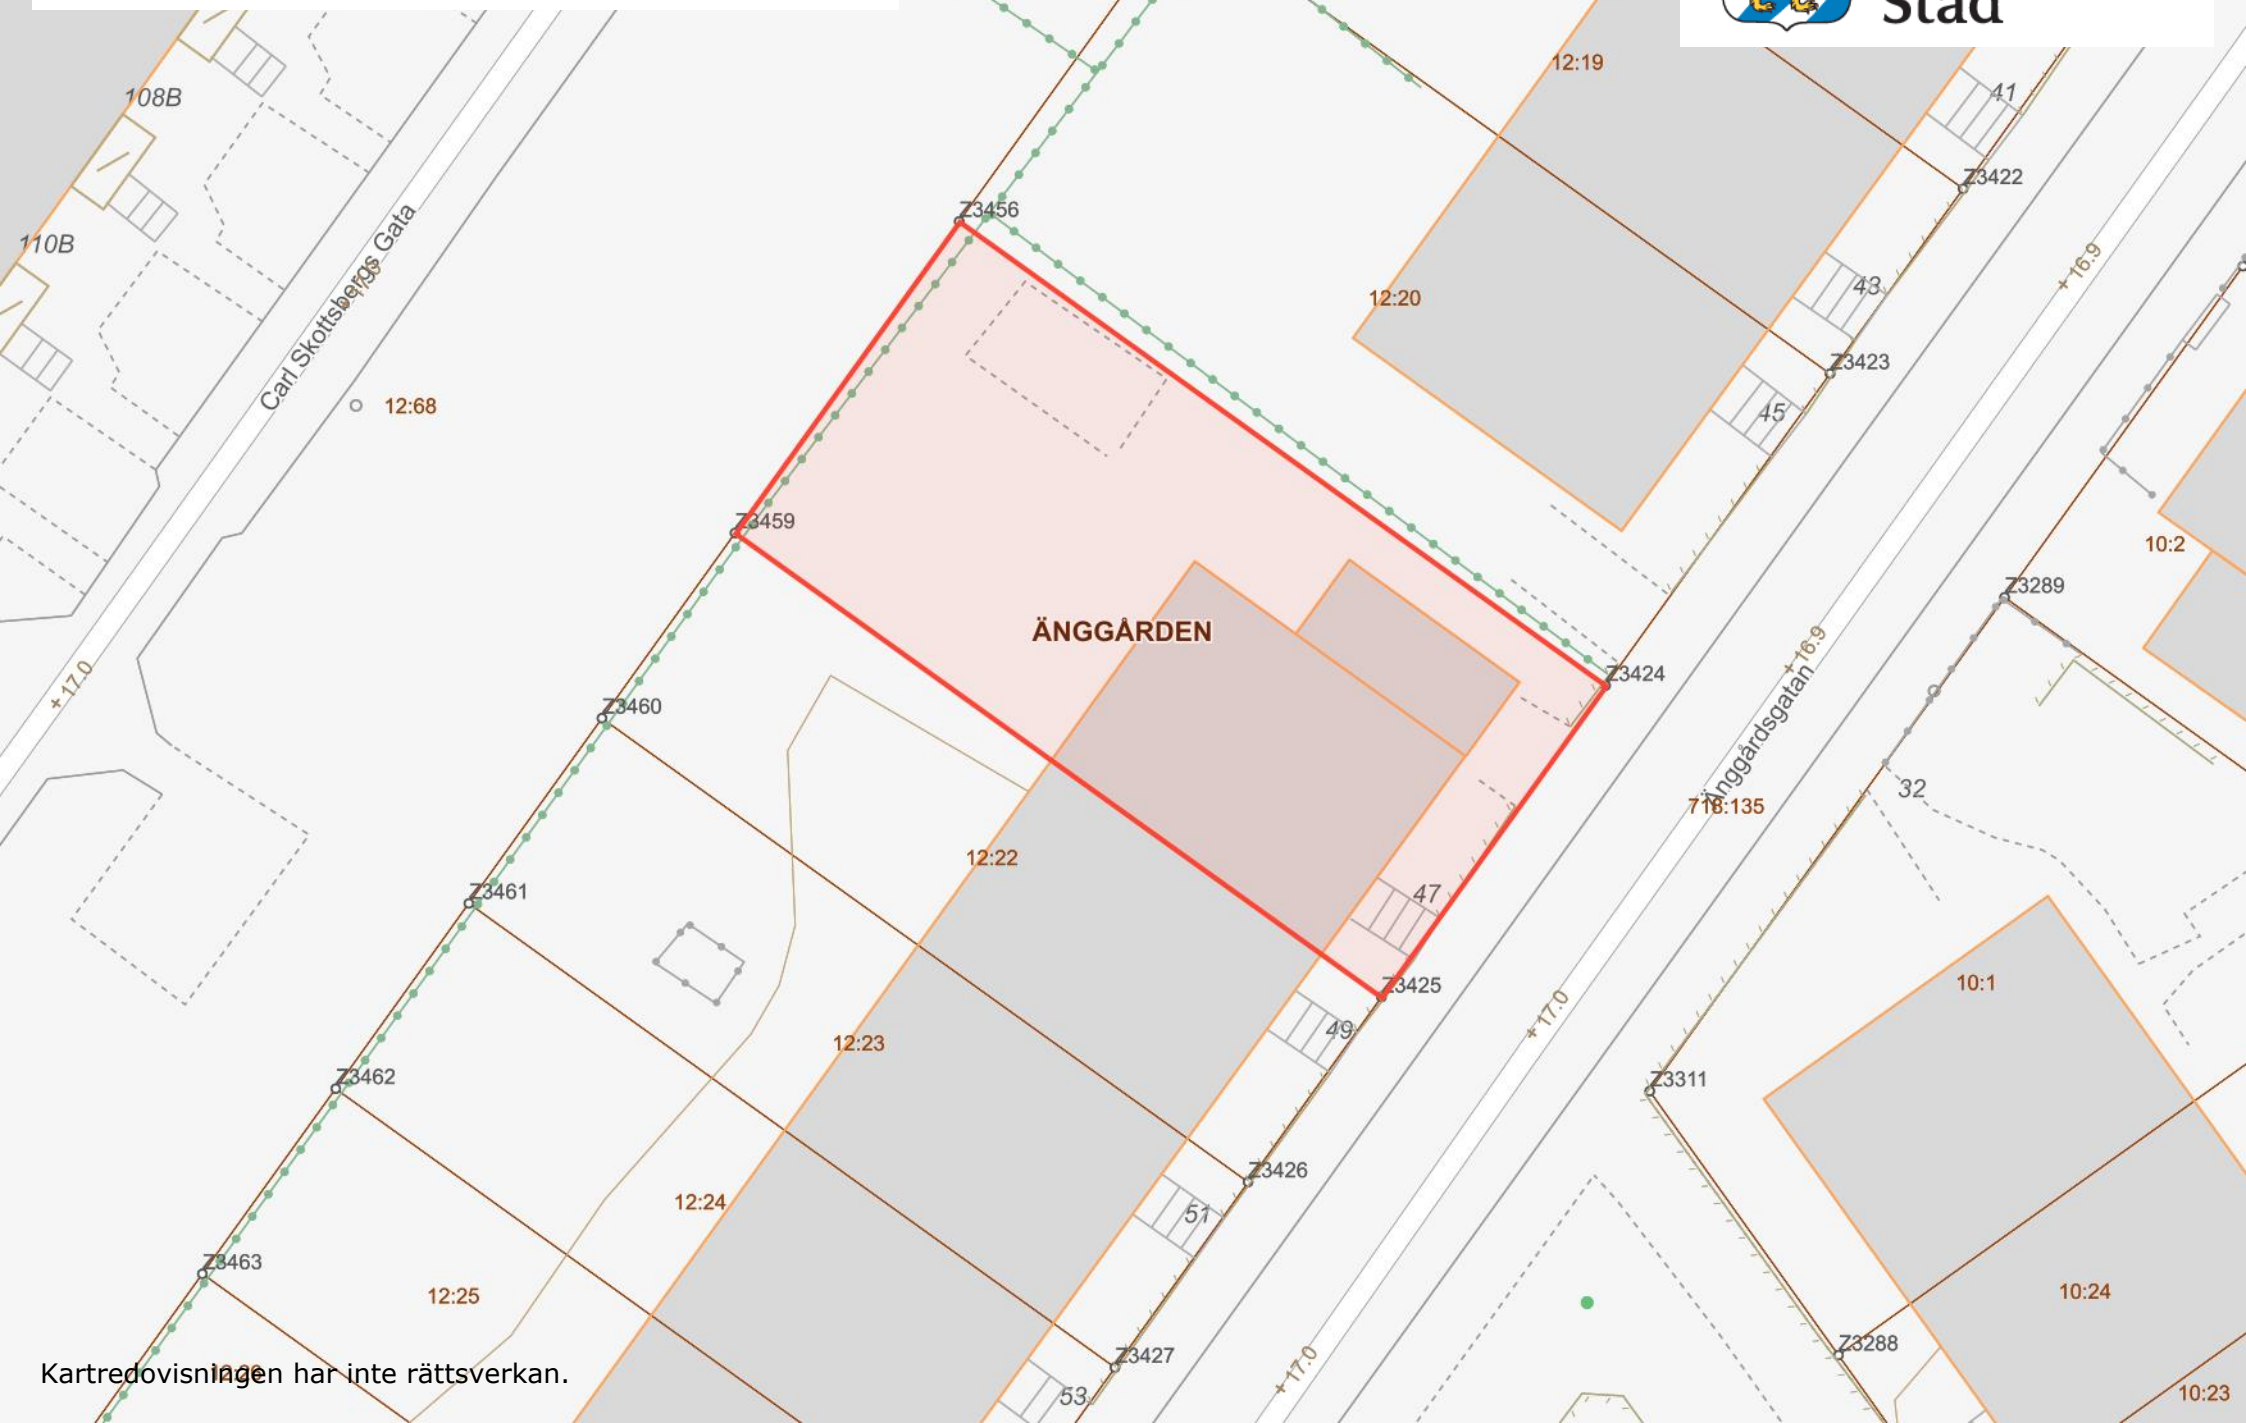 Stad
12:19
108B
41
Z3422
Z3456
110B
+ 16.9
43
12:20
Z3423
Carl Skottsbergs Gata
12:68
45
Z3459
10:2
Z3289
ÄNGGÅRDEN
+ 16.9
Z3424
+ 17.0
Z3460
Änggårdsgatan
32
718:135
12:22
47
Z3461
10:1
Z3425
+ 17.0
49
12:23
Z3462
Z3311
Z3426
12:24
51
Z3463
12:25
10:24
Z3288
Z3427
+ 17.0
Kartredovisningen har inte rättsverkan.
53
10:23